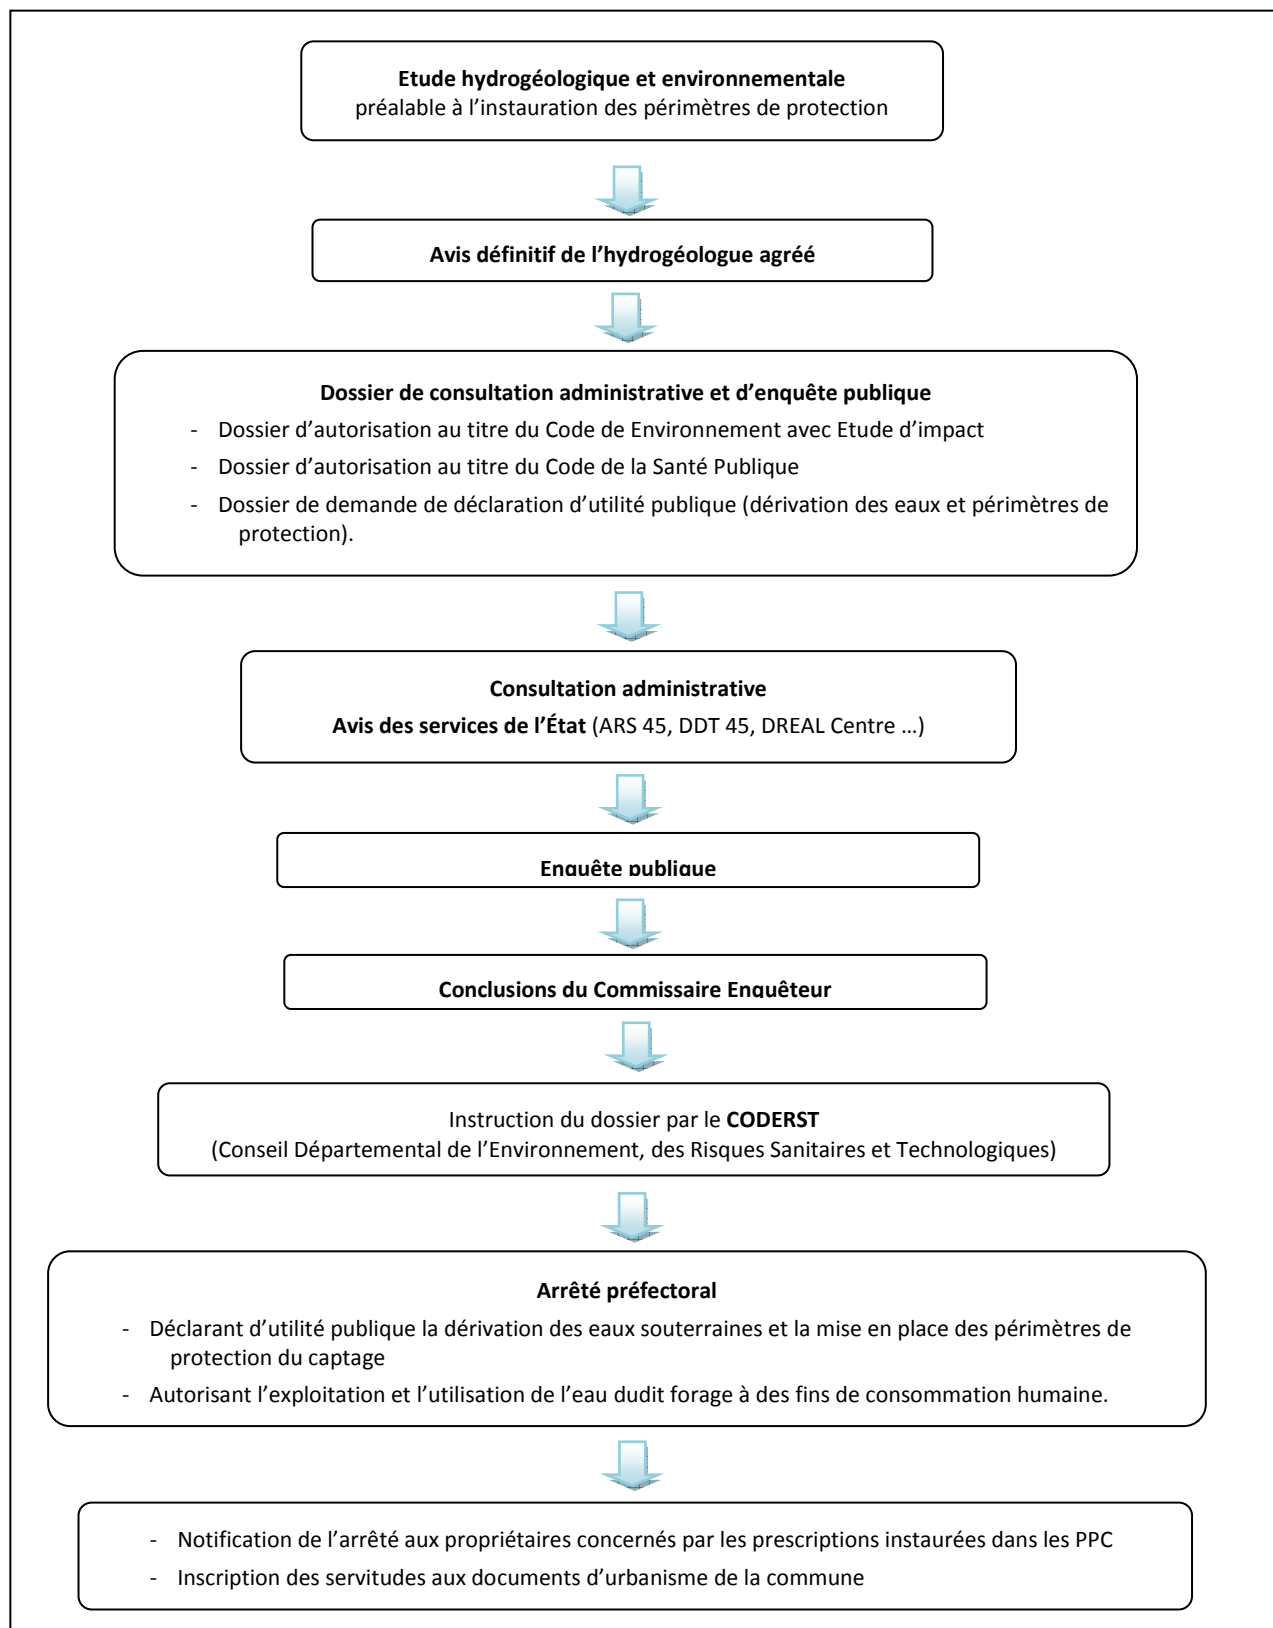 Etude hydrogéologique et environnementale
préalable à l’instauration des périmètres de protection
Avis définitif de l’hydrogéologue agréé
Dossier de consultation administrative et d’enquête publique
- Dossier d’autorisation au titre du Code de Environnement avec Etude d’impact
- Dossier d’autorisation au titre du Code de la Santé Publique
- Dossier de demande de déclaration d’utilité publique (dérivation des eaux et périmètres de
protection).
Consultation administrative
Avis des services de l’État (ARS 45, DDT 45, DREAL Centre …)
Enquête publique
Conclusions du Commissaire Enquêteur
Instruction du dossier par le CODERST
(Conseil Départemental de l’Environnement, des Risques Sanitaires et Technologiques)
Arrêté préfectoral
- Déclarant d’utilité publique la dérivation des eaux souterraines et la mise en place des périmètres de
protection du captage
- Autorisant l’exploitation et l’utilisation de l’eau dudit forage à des fins de consommation humaine.
- Notification de l’arrêté aux propriétaires concernés par les prescriptions instaurées dans les PPC
- Inscription des servitudes aux documents d’urbanisme de la commune